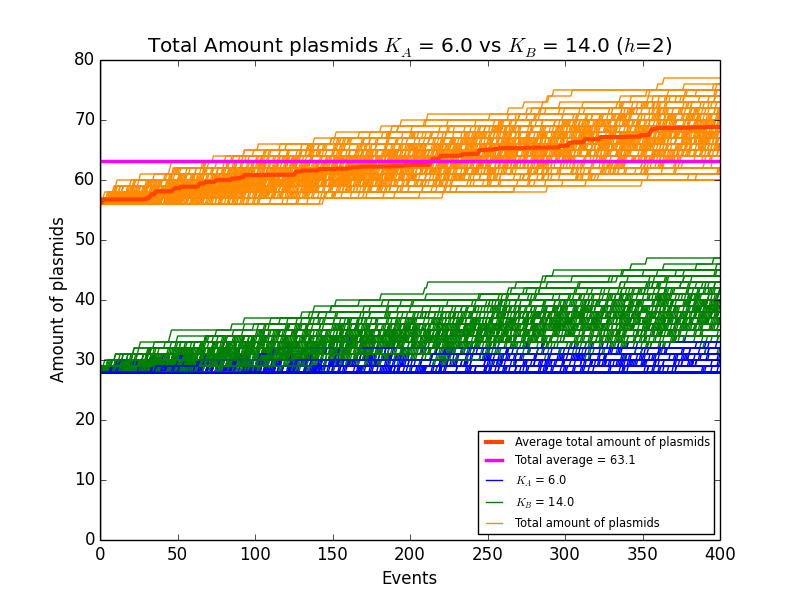 Total Amount plasmids K_A = 6.0 vs K_B = 14.0 (h=2)
80
70
60
50
40
30
20
10
0
Amount of plasmids
Average total amount of plasmids
Total average = 63.1
K_A = 6.0
K_B = 14.0
Total amount of plasmids
0 50 100 150 200 250 300 350 400
Events